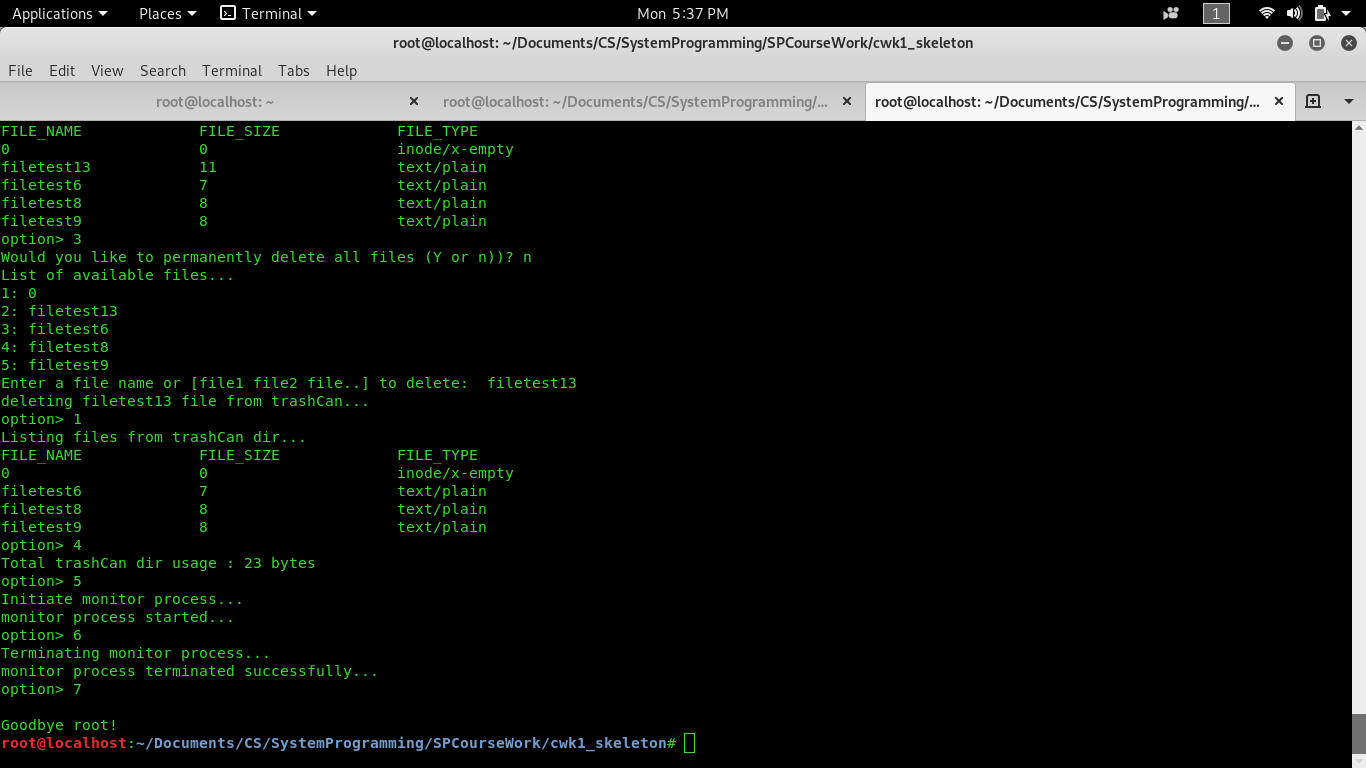 Applications Places Terminal Mon 5:37 PM 1
root@localhost: ~/Documents/CS/SystemProgramming/SPCourseWork/cwk1_skeleton
File Edit View Search Terminal Tabs Help
root@localhost: ~ root@localhost: ~/Documents/CS/SystemProgramming/... root@localhost: ~/Documents/CS/SystemProgramming/...
FILE_NAME FILE_SIZE FILE_TYPE
0 0 inode/x-empty
filetest13 11 text/plain
filetest6 7 text/plain
filetest8 8 text/plain
filetest9 8 text/plain
option> 3
Would you like to permanently delete all files (Y or n))? n
List of available files...
1: 0
2: filetest13
3: filetest6
4: filetest8
5: filetest9
Enter a file name or [file1 file2 file..] to delete:  filetest13
deleting filetest13 file from trashCan...
option> 1
Listing files from trashCan dir...
FILE_NAME FILE_SIZE FILE_TYPE
0 0 inode/x-empty
filetest6 7 text/plain
filetest8 8 text/plain
filetest9 8 text/plain
option> 4
Total trashCan dir usage : 23 bytes
option> 5
Initiate monitor process...
monitor process started...
option> 6
Terminating monitor process...
monitor process terminated successfully...
option> 7
Goodbye root!
root@localhost:~/Documents/CS/SystemProgramming/SPCourseWork/cwk1_skeleton#